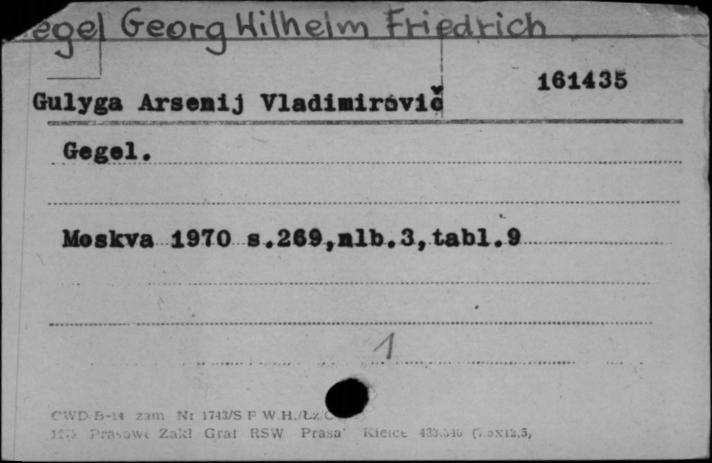 egel Georg Wilhelm Friedrich
161435
Gulyga Arsenij Vladimirovič
Gegel.
Moskva 1970 s.269,nlb.3,tabl.9
1
CWD B-14 zam Nr 1743/S F W.H./Łz/
Prasowe Zakł Graf RSW Prasa Kielce